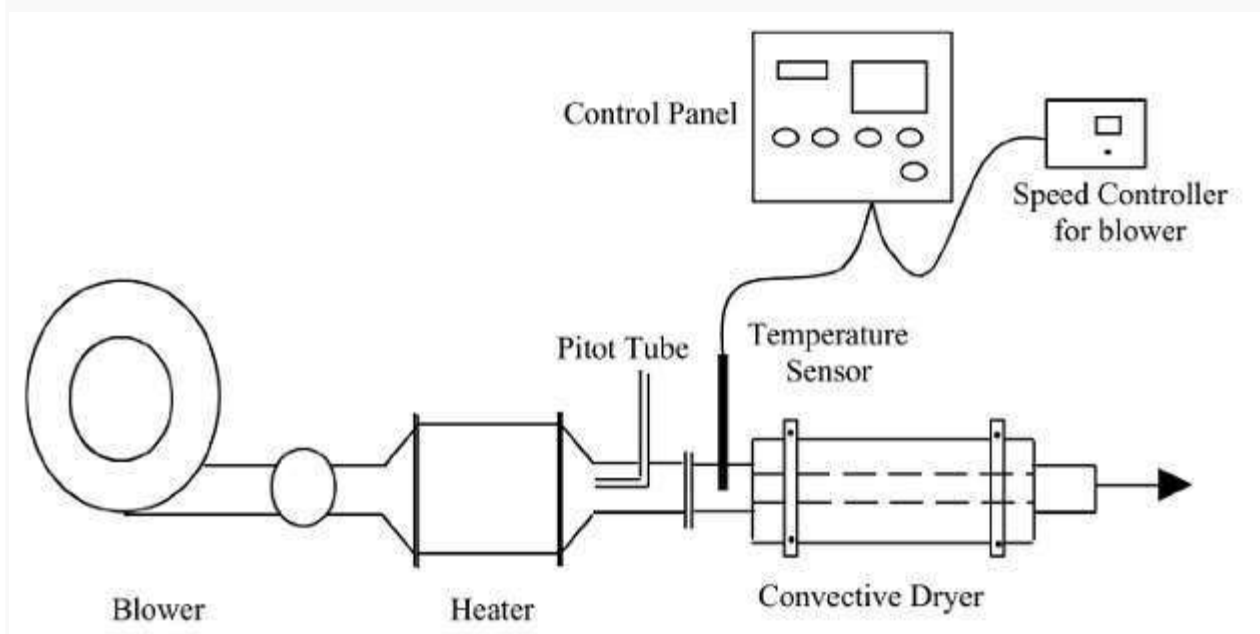 Control Panel
Speed Controller
for blower
Pitot Tube
Temperature
Sensor
Blower
Heater
Convective Dryer